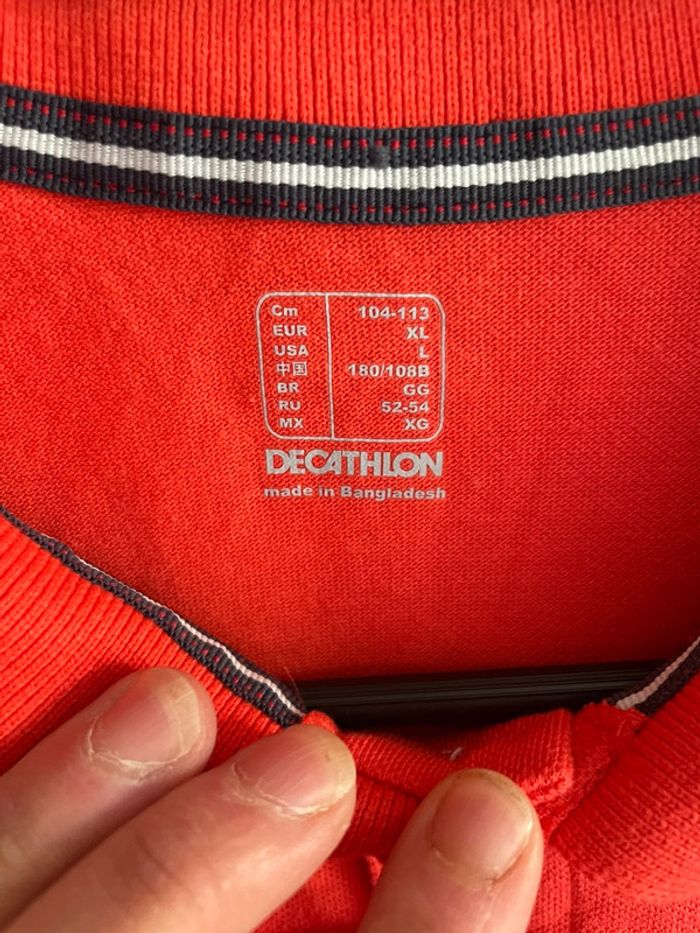 Cm 104-113
EUR XL
USA L
中国 180/108B
BR GG
RU 52-54
MX XG
DECATHLON
made in Bangladesh